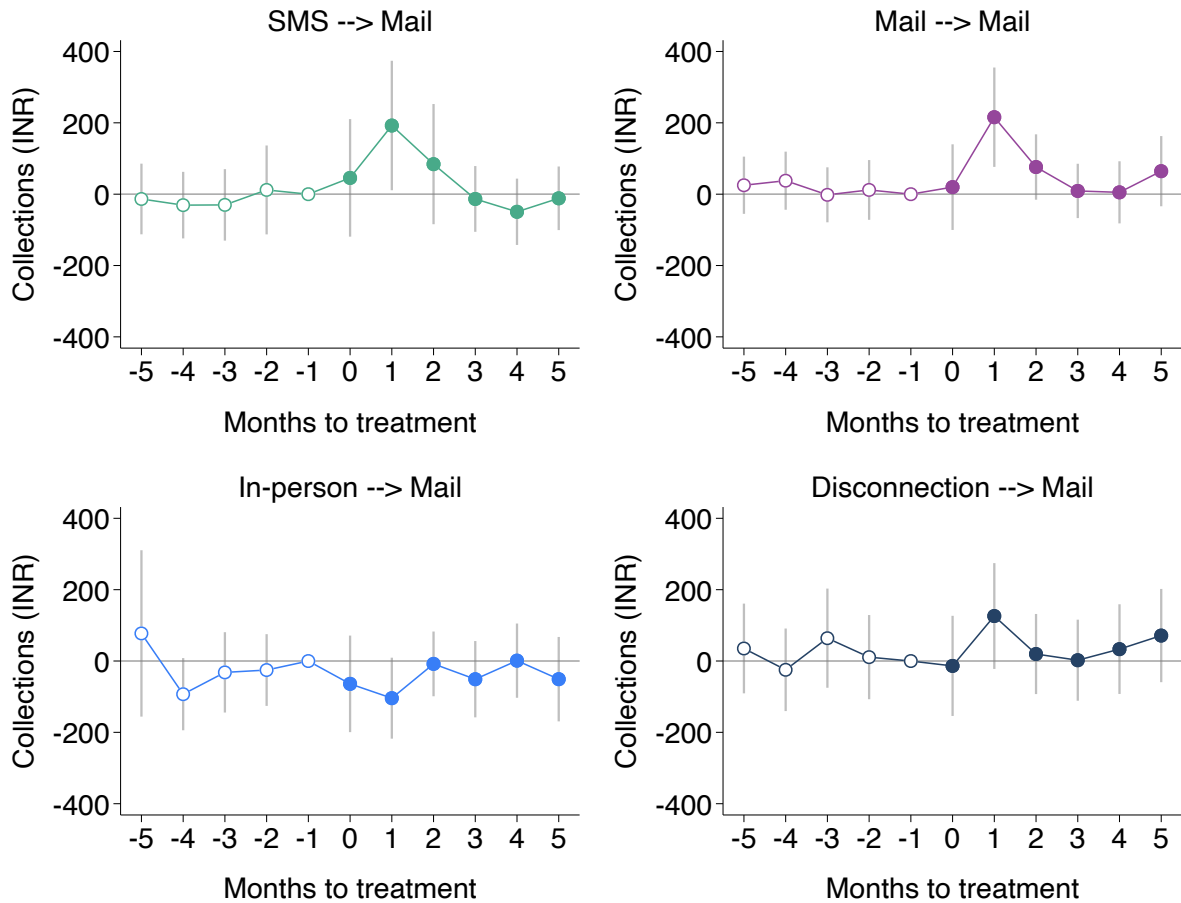 SMS --> Mail
Collections (INR)
400
200
0
-200
-400
-5 -4 -3 -2 -1 0 1 2 3 4 5
Months to treatment
Mail --> Mail
Collections (INR)
400
200
0
-200
-400
-5 -4 -3 -2 -1 0 1 2 3 4 5
Months to treatment
In-person --> Mail
Collections (INR)
400
200
0
-200
-400
-5 -4 -3 -2 -1 0 1 2 3 4 5
Months to treatment
Disconnection --> Mail
Collections (INR)
400
200
0
-200
-400
-5 -4 -3 -2 -1 0 1 2 3 4 5
Months to treatment